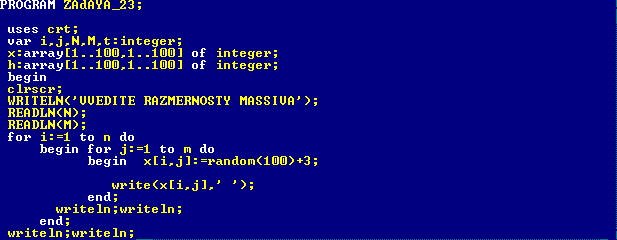 PROGRAM ZAdAYA_23;
uses crt;
var i,j,N,M,t:integer;
x:array[1..100,1..100] of integer;
h:array[1..100,1..100] of integer;
begin
clrscr;
WRITELN('VVEDITE RAZMERNOSTY MASSIVA');
READLN(N);
READLN(M);
for i:=1 to n do
begin for j:=1 to m do
begin x[i,j]:=random(100)+3;
write(x[i,j],' ');
end;
writeln;writeln;
end;
writeln;writeln;